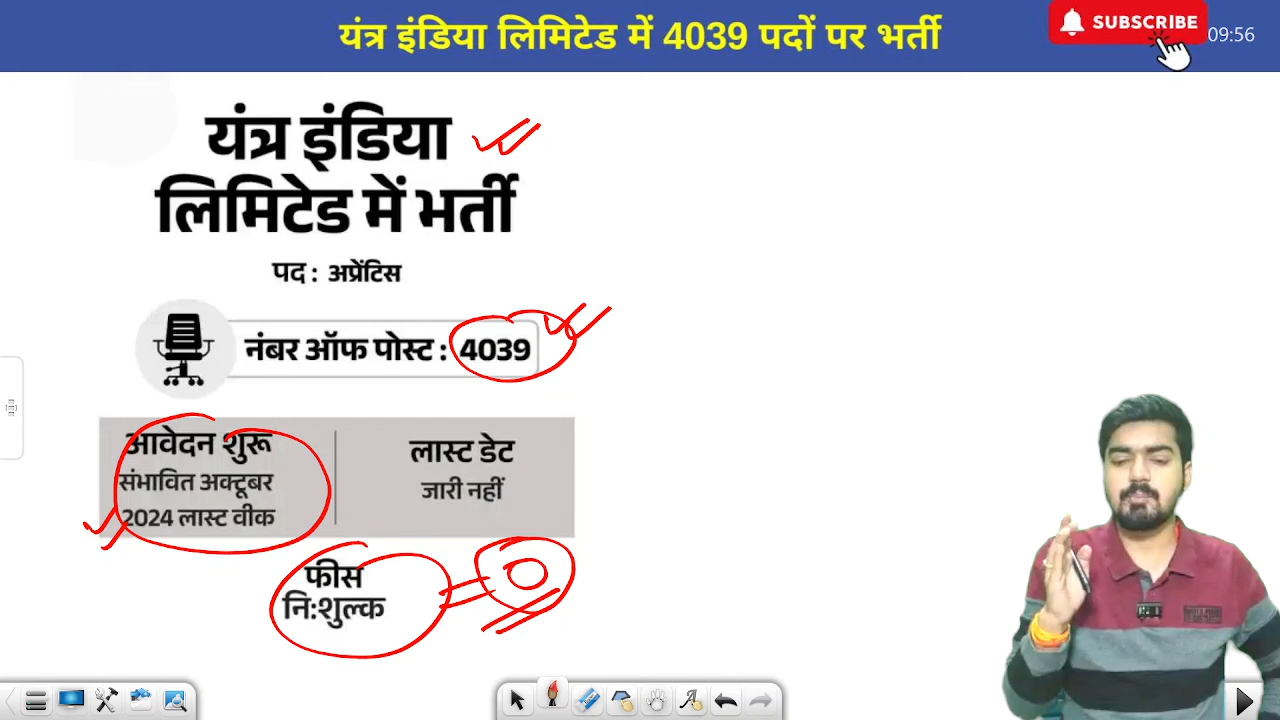 यंत्र इंडिया लिमिटेड में 4039 पदों पर भर्ती
SUBSCRIBE
09:56
यंत्र इंडिया
लिमिटेड में भर्ती
पद : अप्रेंटिस
नंबर ऑफ पोस्ट : 4039
आवेदन शुरू
संभावित अक्टूबर
2024 लास्ट वीक
लास्ट डेट
जारी नहीं
फीस
नि:शुल्क
= 0